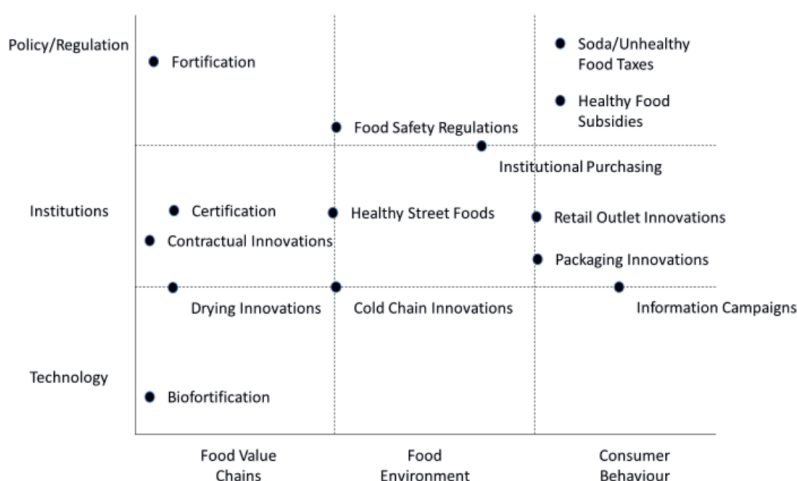 Policy/Regulation
Soda/Unhealthy
Food Taxes
Fortification
Healthy Food
Subsidies
Food Safety Regulations
Institutional Purchasing
Institutions
Certification
Healthy Street Foods
Retail Outlet Innovations
Contractual Innovations
Packaging Innovations
Drying Innovations
Cold Chain Innovations
Information Campaigns
Technology
Biofortification
Food Value
Chains
Food
Environment
Consumer
Behaviour